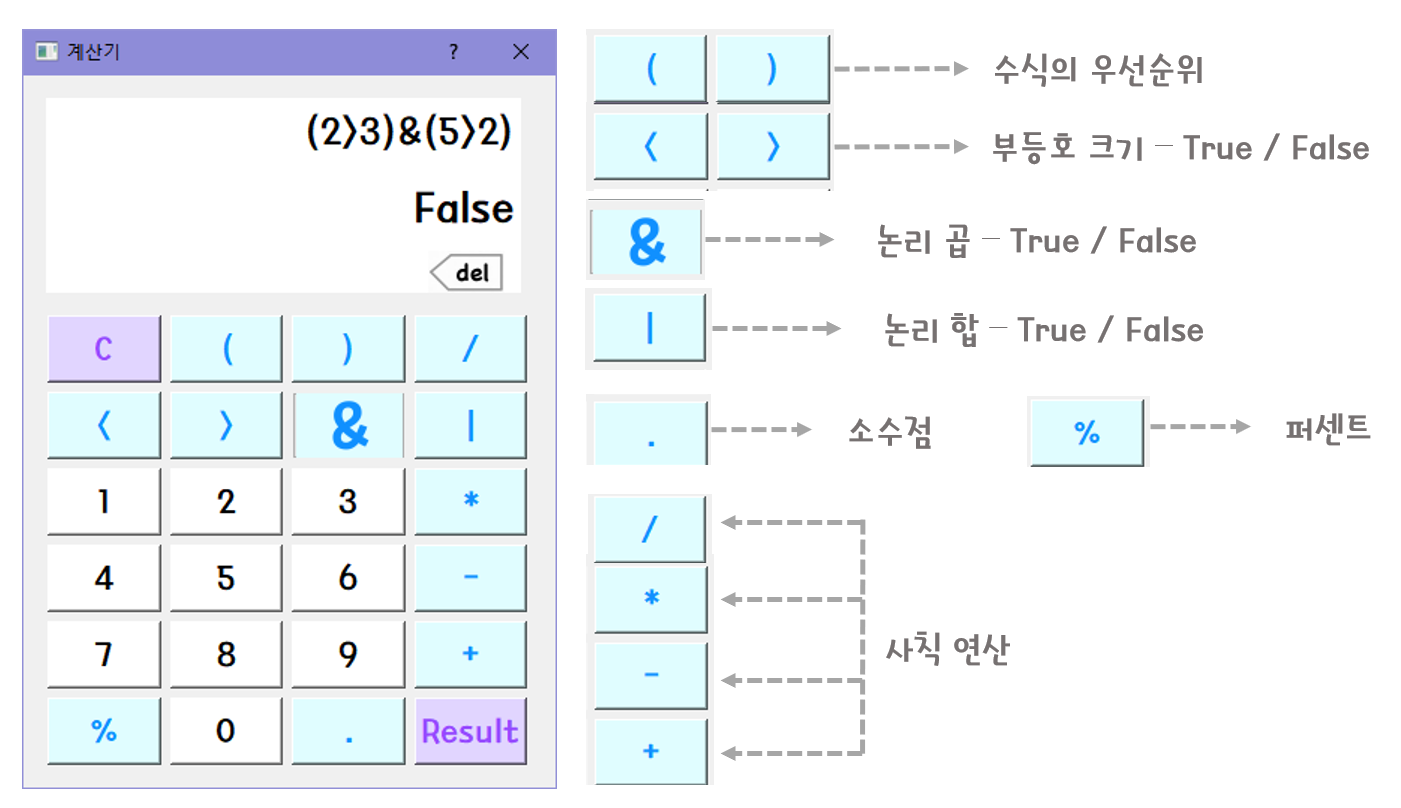 계산기 ?
(2>3)&(5>2)
False
del
C ( ) /
< > & |
1 2 3 *
4 5 6 -
7 8 9 +
% 0 . Result
( ) 수식의 우선순위
< > 부등호 크기 - True / False
& 논리 곱 - True / False
| 논리 합 - True / False
. 소수점
% 퍼센트
/
*
-
+
사칙 연산